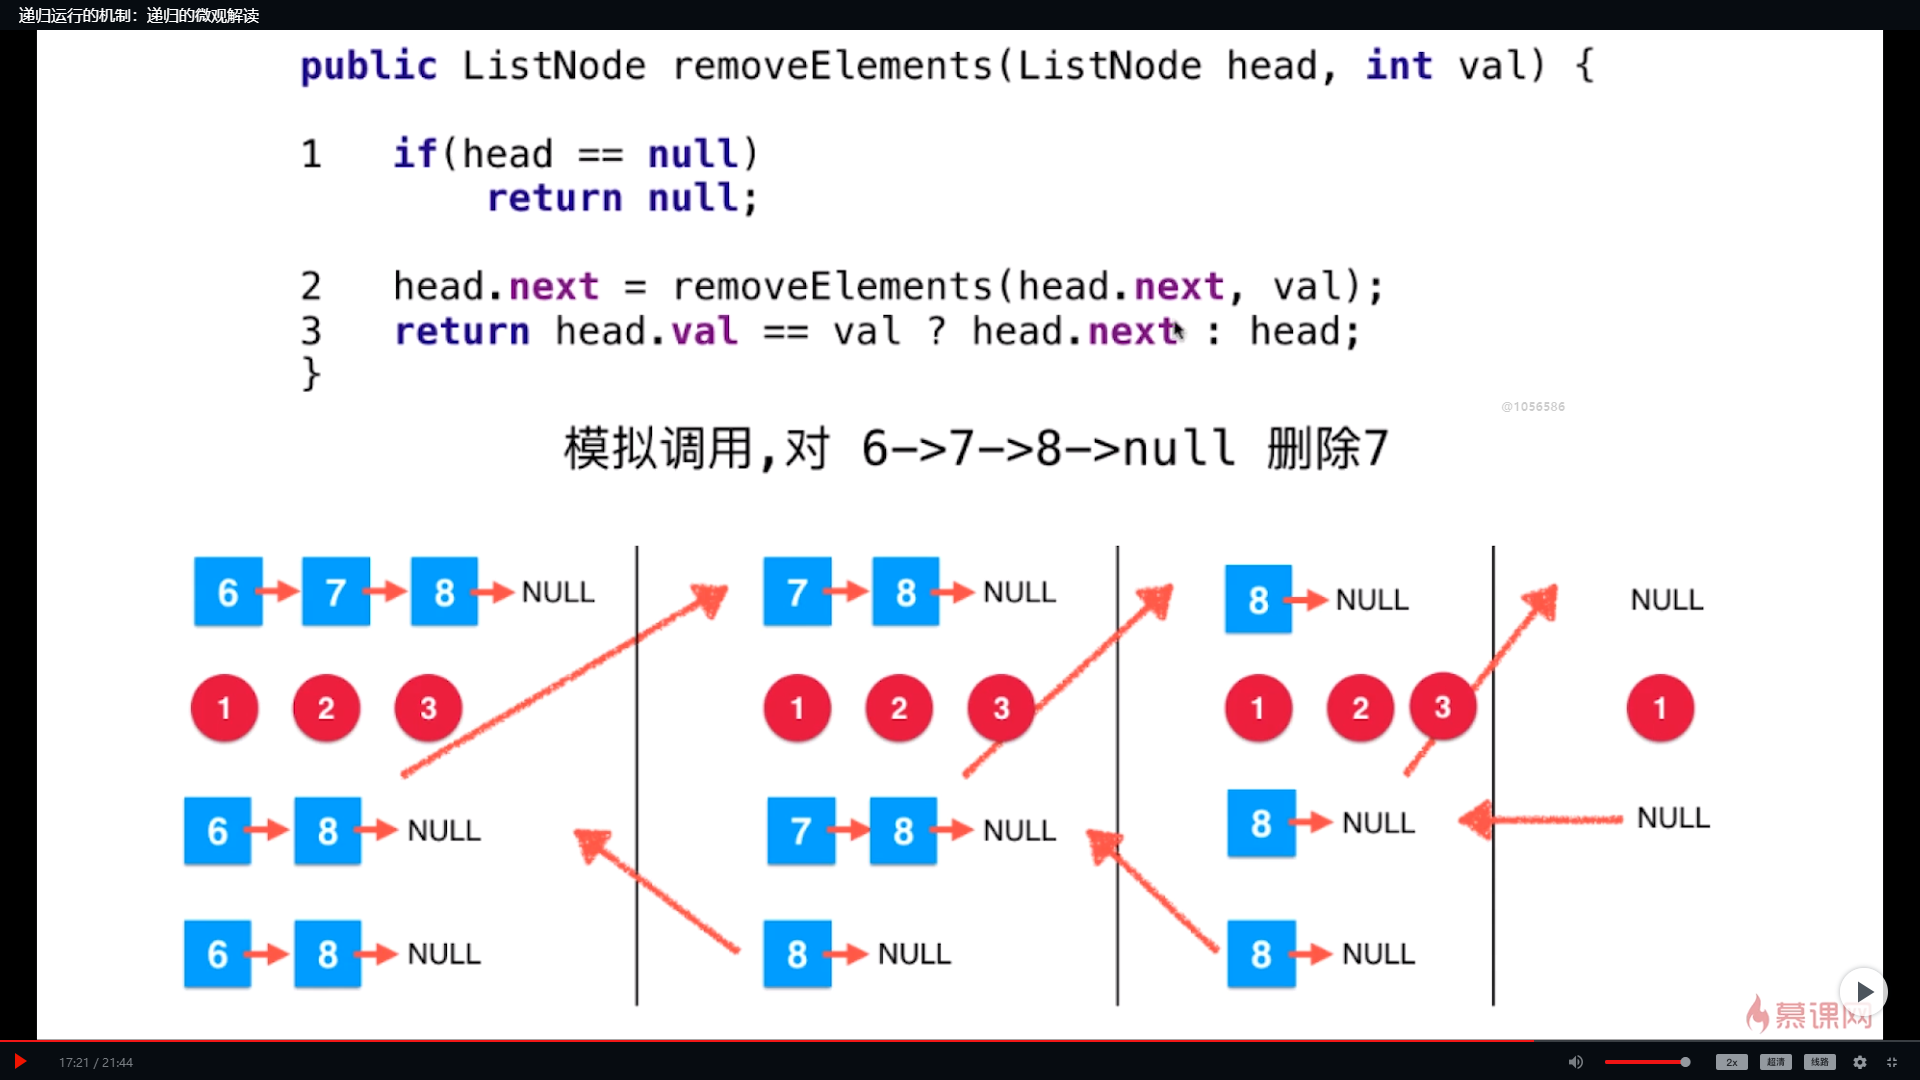 递归运行的机制：递归的微观解读
public ListNode removeElements(ListNode head, int val) {
1 if(head == null)
return null;
2 head.next = removeElements(head.next, val);
3 return head.val == val ? head.next : head;
}
@1056586
模拟调用,对 6->7->8->null 删除7
6 7 8 NULL 7 8 NULL 8 NULL NULL
1 2 3 1 2 3 1 2 3 1
6 8 NULL 7 8 NULL 8 NULL NULL
6 8 NULL 8 NULL 8 NULL
慕课网
17:21 / 21:44 2x 超清 线路